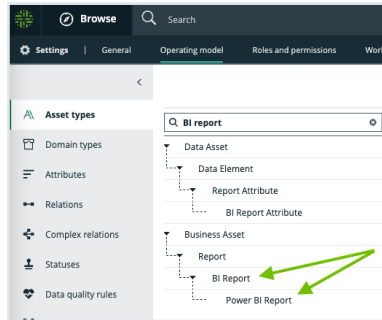 Browse
Search
Settings | General Operating model Roles and permissions
Asset types
Domain types
Attributes
Relations
Complex relations
Statuses
Data quality rules
BI report
Data Asset
Data Element
Report Attribute
BI Report Attribute
Business Asset
Report
BI Report
Power BI Report